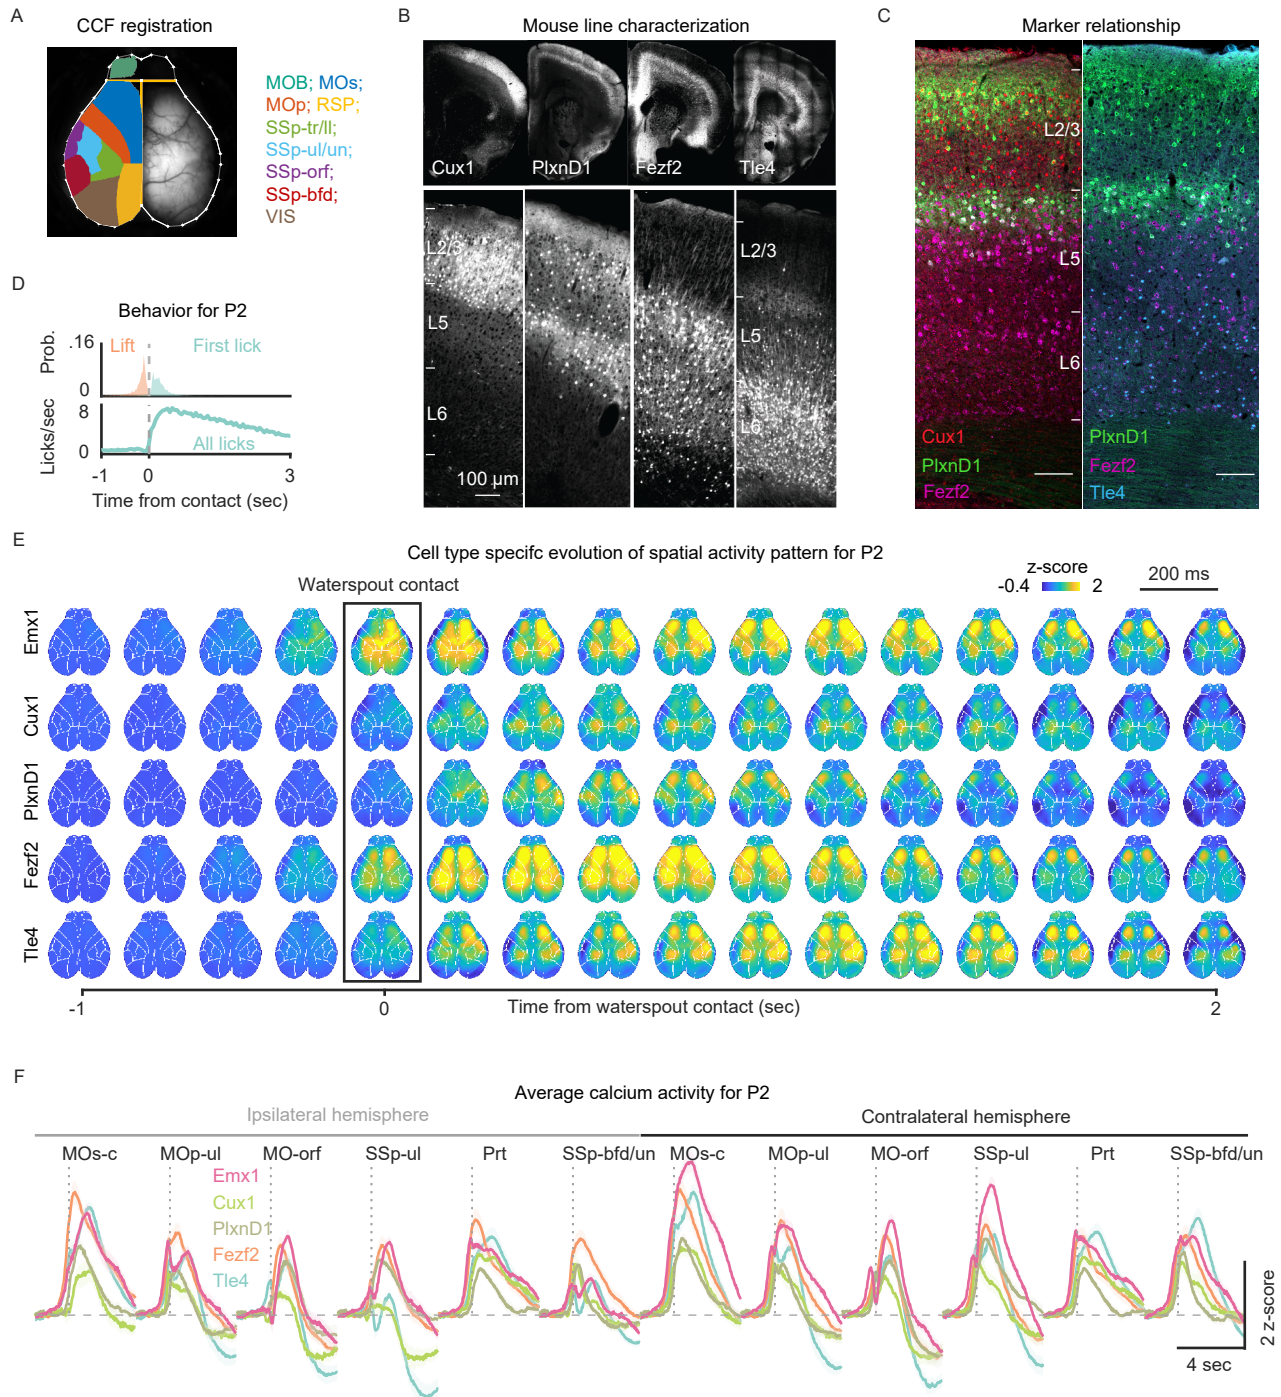 A
CCF registration
MOB; MOs;
MOp; RSP;
SSp-tr/ll;
SSp-ul/un;
SSp-orf;
SSp-bfd;
VIS
B
Mouse line characterization
Cux1
PlxnD1
Fezf2
Tle4
L2/3
L5
L6
100 µm
L2/3
L5
L6
C
Marker relationship
L2/3
L5
L6
Cux1
PlxnD1
Fezf2
PlxnD1
Fezf2
Tle4
D
Behavior for P2
Prob.
.16
0
Lift
First lick
Licks/sec
8
0
All licks
-1
0
3
Time from contact (sec)
E
Cell type specifc evolution of spatial activity pattern for P2
Waterspout contact
z-score
-0.4
2
200 ms
Emx1
Cux1
PlxnD1
Fezf2
Tle4
-1
0
Time from waterspout contact (sec)
2
F
Average calcium activity for P2
Ipsilateral hemisphere
Contralateral hemisphere
MOs-c
MOp-ul
MO-orf
SSp-ul
Prt
SSp-bfd/un
MOs-c
MOp-ul
MO-orf
SSp-ul
Prt
SSp-bfd/un
Emx1
Cux1
PlxnD1
Fezf2
Tle4
2 z-score
4 sec